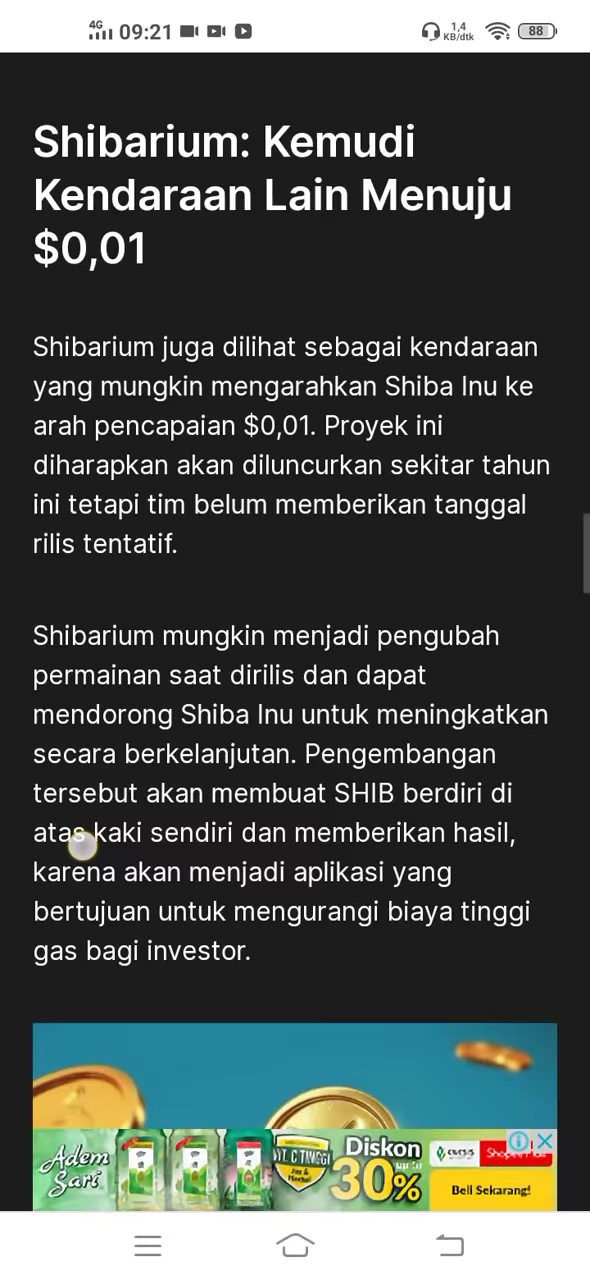 4G
09:21
1,4
KB/dtk
88
Shibarium: Kemudi
Kendaraan Lain Menuju
$0,01
Shibarium juga dilihat sebagai kendaraan
yang mungkin mengarahkan Shiba Inu ke
arah pencapaian $0,01. Proyek ini
diharapkan akan diluncurkan sekitar tahun
ini tetapi tim belum memberikan tanggal
rilis tentatif.
Shibarium mungkin menjadi pengubah
permainan saat dirilis dan dapat
mendorong Shiba Inu untuk meningkatkan
secara berkelanjutan. Pengembangan
tersebut akan membuat SHIB berdiri di
atas kaki sendiri dan memberikan hasil,
karena akan menjadi aplikasi yang
bertujuan untuk mengurangi biaya tinggi
gas bagi investor.
Adem
Sari
VIT. C TINGGI
Diskon
30%
Beli Sekarang!